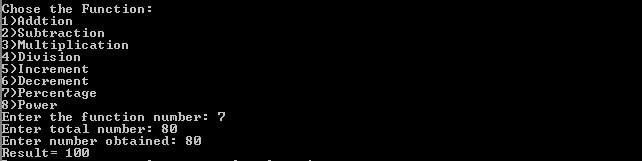 Chose the Function:
1)Addtion
2)Subtraction
3)Multiplication
4)Division
5)Increment
6)Decrement
7)Percentage
8)Power
Enter the function number: 7
Enter total number: 80
Enter number obtained: 80
Result= 100